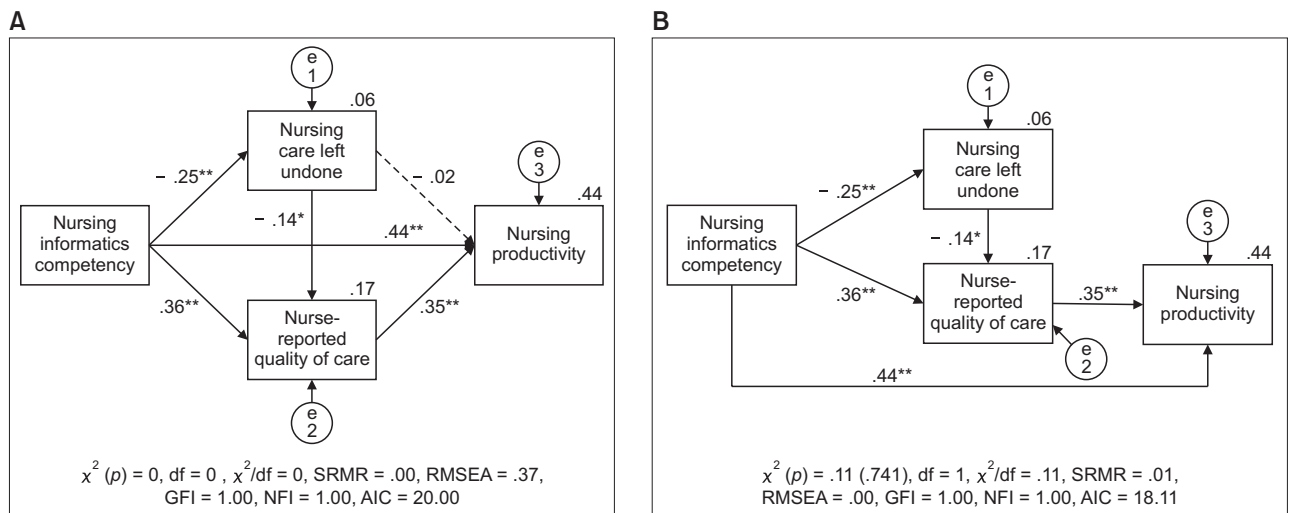 A
e
1
.06
Nursing
care left
undone
e
3
− .25**
− .02
.44
− .14*
Nursing
informatics
competency
.44**
Nursing
productivity
.17
.36**
.35**
Nurse-
reported
quality of care
e
2
χ² (p) = 0, df = 0 , χ²/df = 0, SRMR = .00, RMSEA = .37,
GFI = 1.00, NFI = 1.00, AIC = 20.00
B
e
1
.06
Nursing
care left
undone
− .25**
e
3
− .14*
Nursing
informatics
competency
.17
.44
.36**
Nurse-
reported
quality of care
.35**
Nursing
productivity
e
2
.44**
χ² (p) = .11 (.741), df = 1, χ²/df = .11, SRMR = .01,
RMSEA = .00, GFI = 1.00, NFI = 1.00, AIC = 18.11